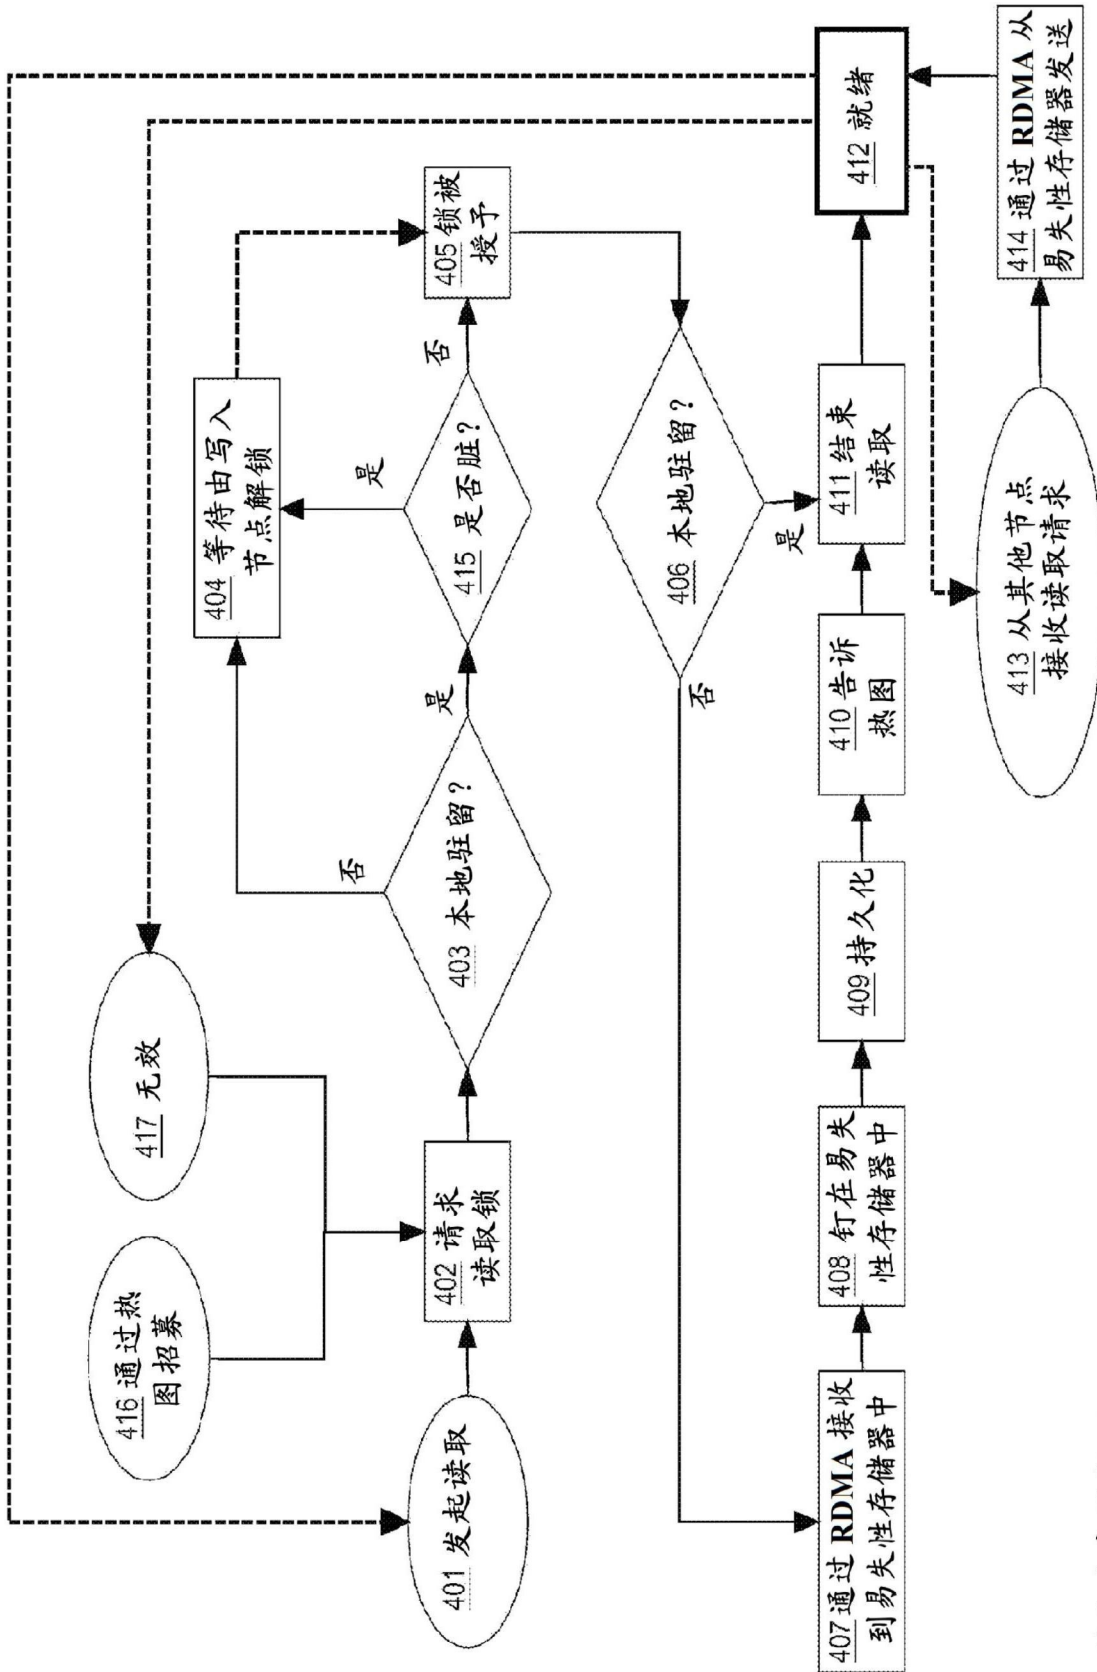 416 通过热
图招募
417 无效
404 等待由写入
节点解锁
401 发起读取
402 请求
读取锁
403 本地驻留?
否
是
415 是否脏?
是
否
405 锁被
授予
406 本地驻留?
否
是
407 通过 RDMA 接收
到易失性存储器中
408 钉在易失
性存储器中
409 持久化
410 告诉
热图
411 结束
读取
412 就绪
413 从其他节点
接收读取请求
414 通过 RDMA 从
易失性存储器发送